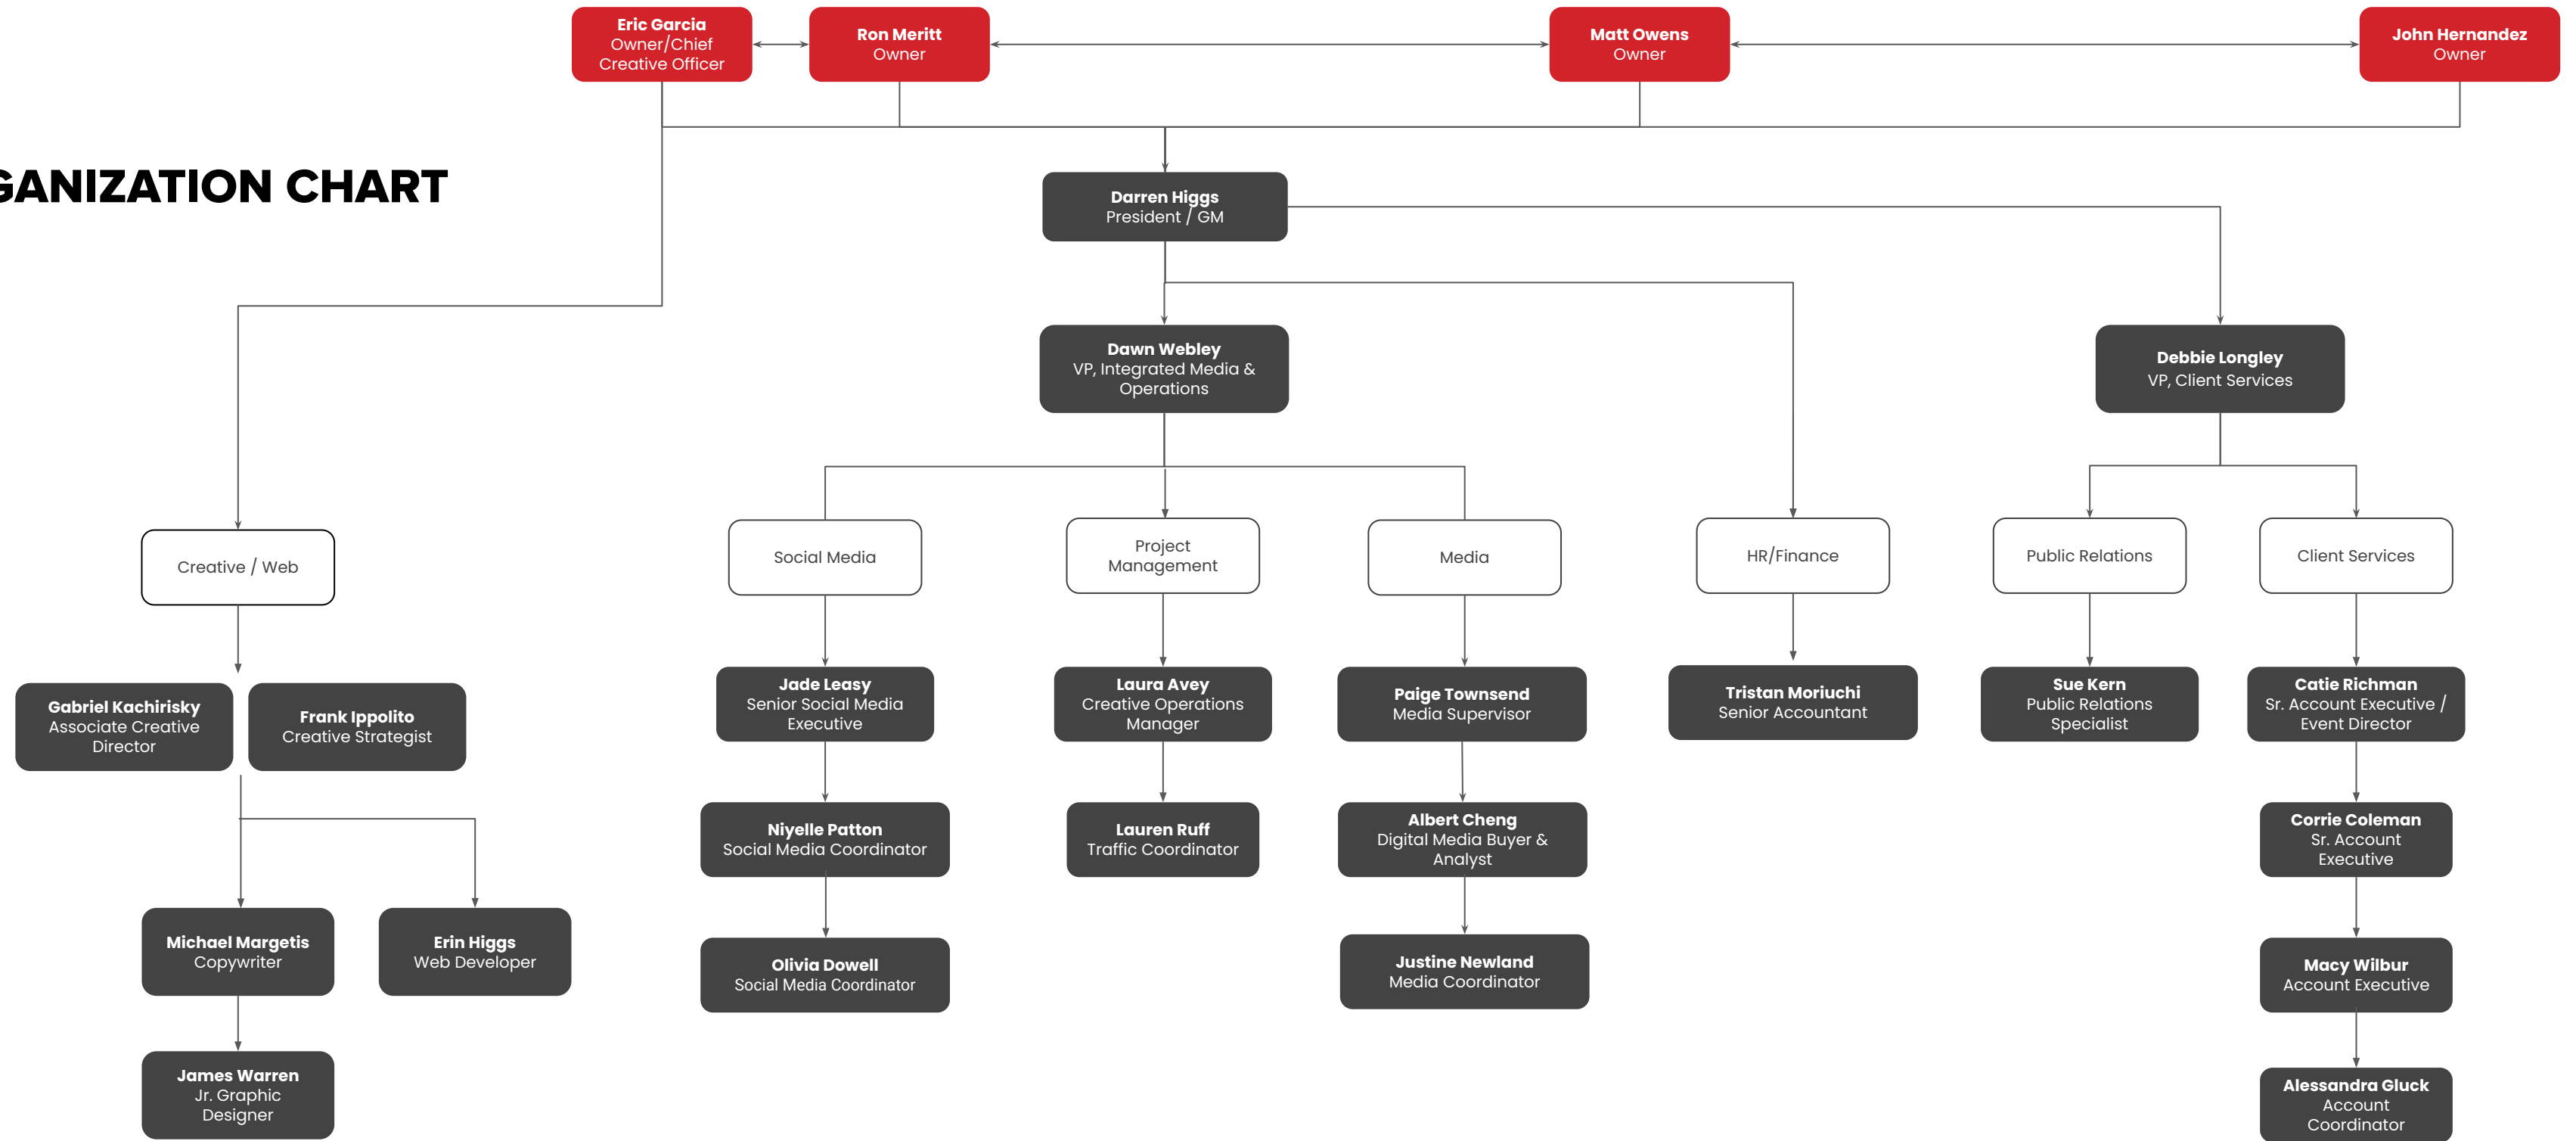 Eric Garcia
Owner/Chief
Creative Officer
Ron Meritt
Owner
Matt Owens
Owner
John Hernandez
Owner
GANIZATION CHART
Darren Higgs
President / GM
Dawn Webley
VP, Integrated Media &
Operations
Debbie Longley
VP, Client Services
Creative / Web
Social Media
Project
Management
Media
HR/Finance
Public Relations
Client Services
Gabriel Kachirisky
Associate Creative
Director
Frank Ippolito
Creative Strategist
Jade Leasy
Senior Social Media
Executive
Laura Avey
Creative Operations
Manager
Paige Townsend
Media Supervisor
Tristan Moriuchi
Senior Accountant
Sue Kern
Public Relations
Specialist
Catie Richman
Sr. Account Executive /
Event Director
Niyelle Patton
Social Media Coordinator
Lauren Ruff
Traffic Coordinator
Albert Cheng
Digital Media Buyer &
Analyst
Corrie Coleman
Sr. Account
Executive
Michael Margetis
Copywriter
Erin Higgs
Web Developer
Olivia Dowell
Social Media Coordinator
Justine Newland
Media Coordinator
Macy Wilbur
Account Executive
James Warren
Jr. Graphic
Designer
Alessandra Gluck
Account
Coordinator